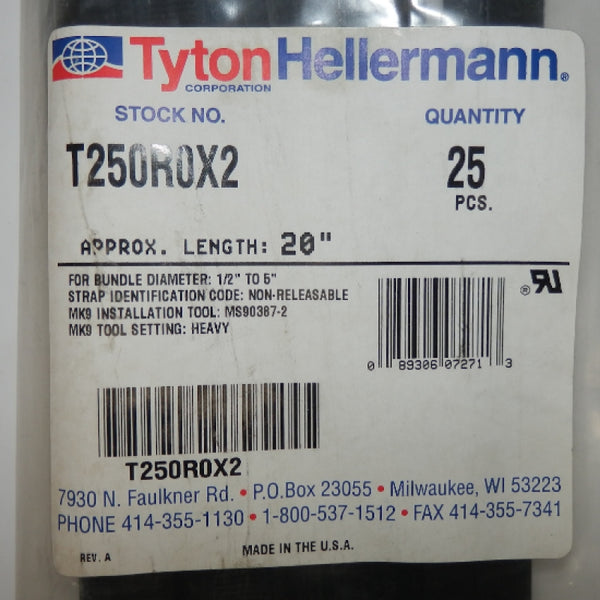 Tyton Hellermann®
CORPORATION
STOCK NO. QUANTITY
T250R0X2 25
PCS.
APPROX. LENGTH: 20"
FOR BUNDLE DIAMETER: 1/2" TO 5"
STRAP IDENTIFICATION CODE: NON-RELEASABLE
MK9 INSTALLATION TOOL: MS90387-2
MK9 TOOL SETTING: HEAVY
®
0 89306 07271 3
T250R0X2
7930 N. Faulkner Rd. • P.O.Box 23055 • Milwaukee, WI 53223
PHONE 414-355-1130 • 1-800-537-1512 • FAX 414-355-7341
REV. A MADE IN THE U.S.A.